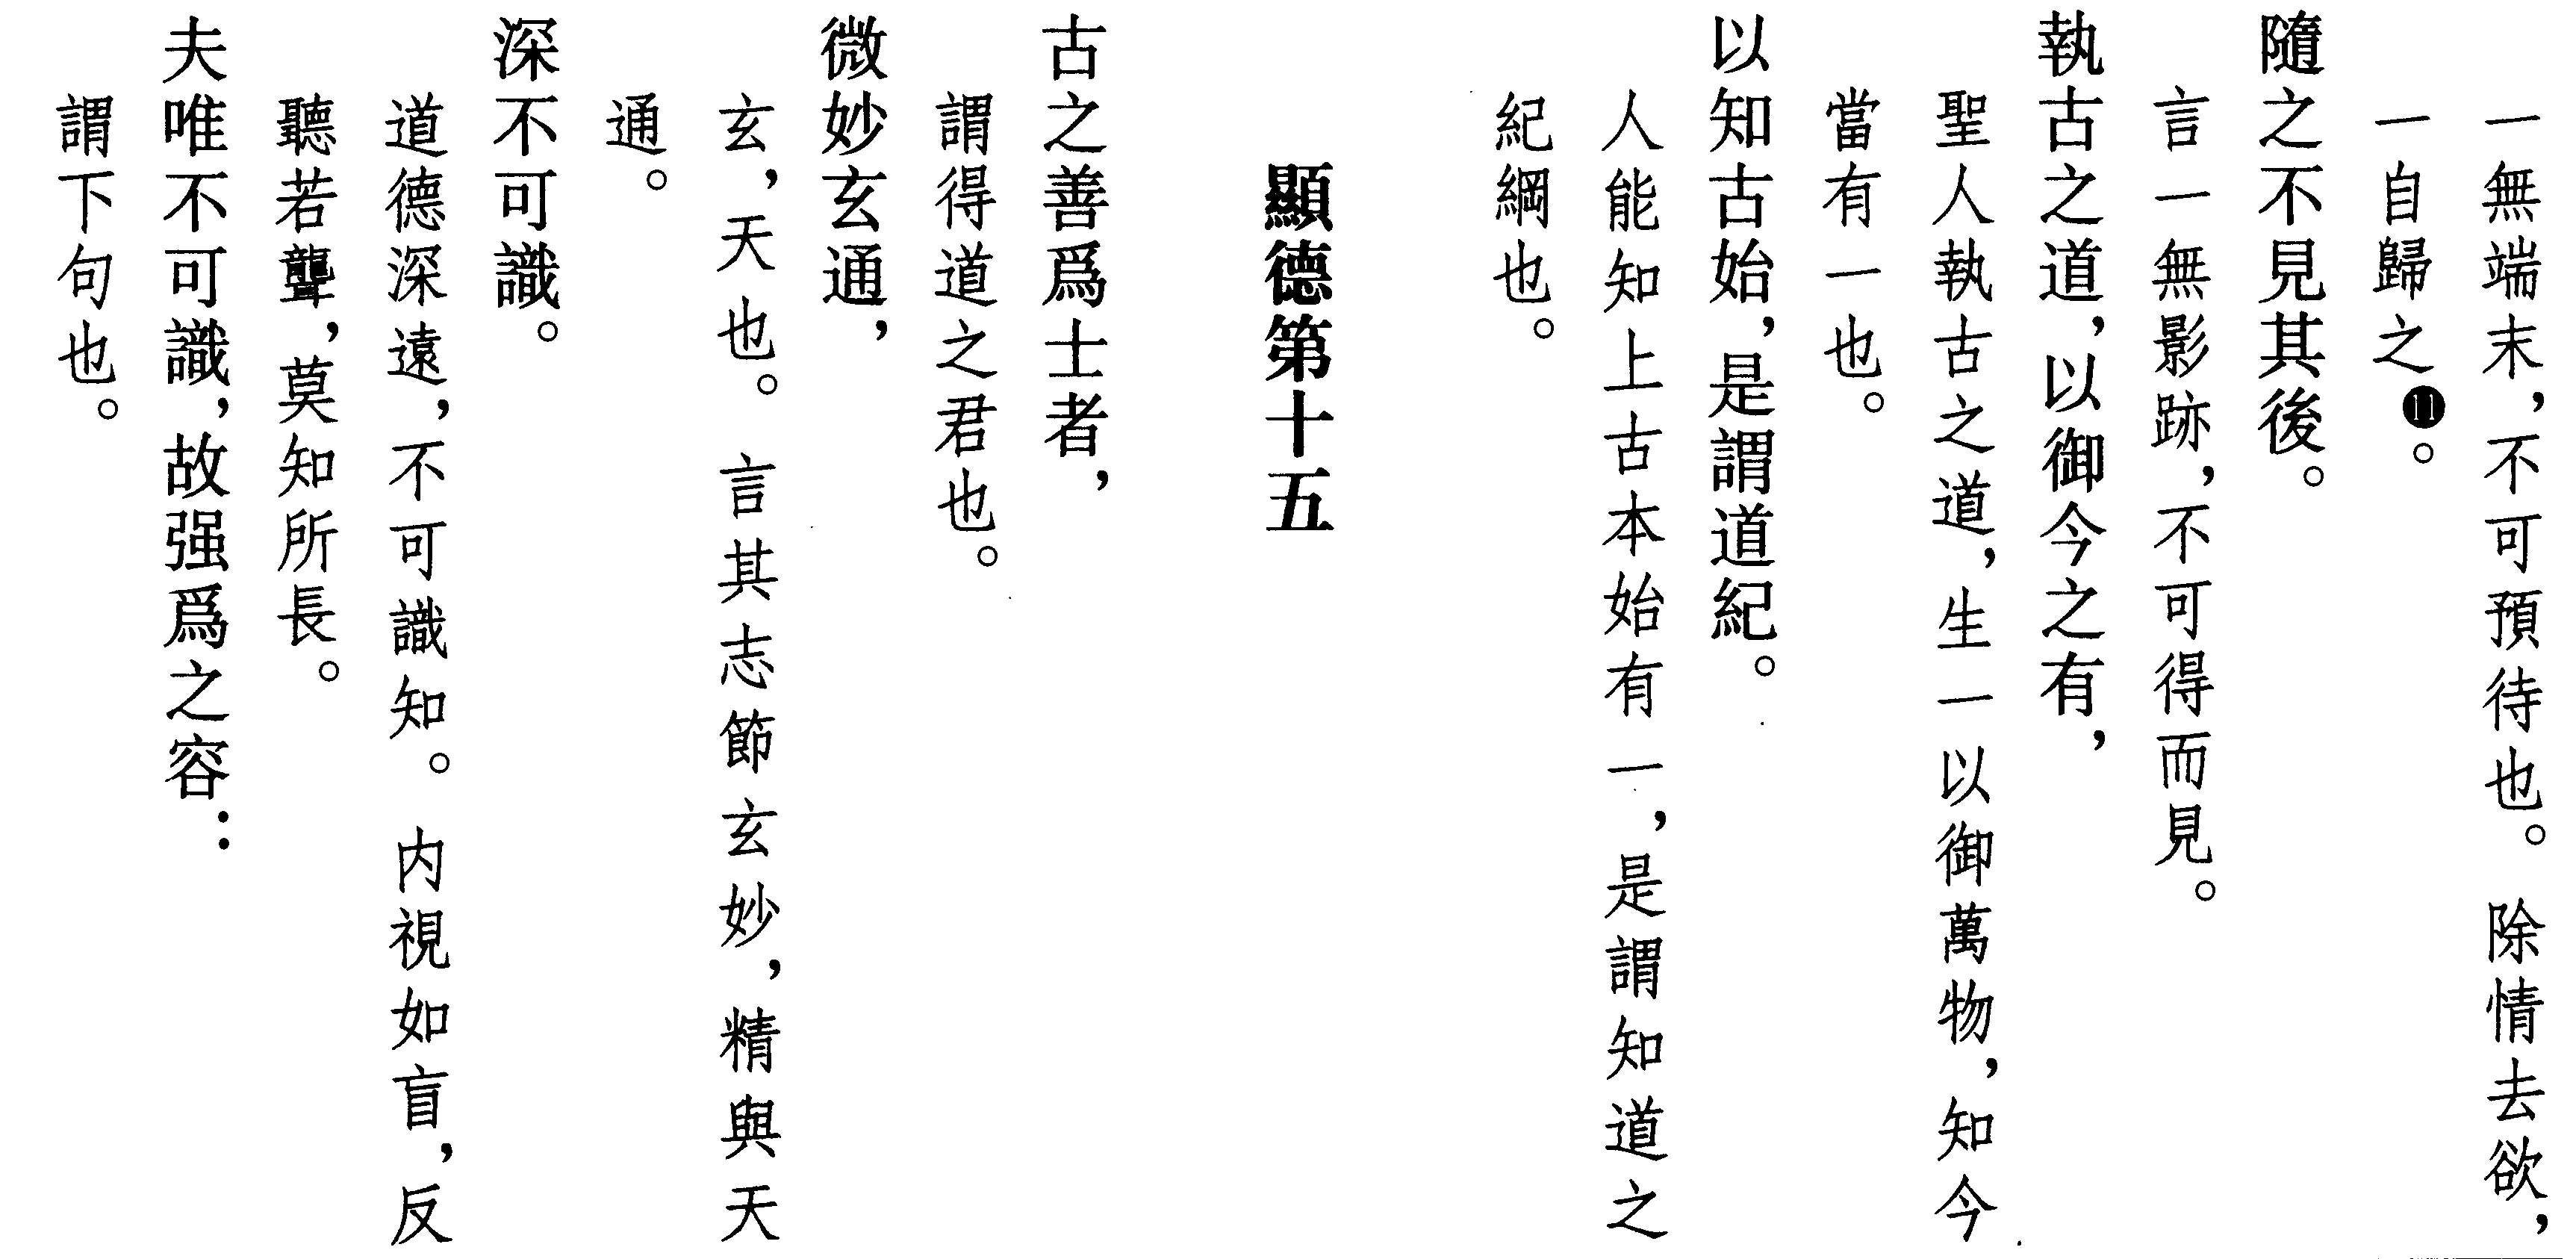 一無端末，不可預待也。除情去欲，
一自歸之⓫。
隨之不見其後。
言一無影跡，不可得而見。
執古之道，以御今之有，
聖人執古之道，生一以御萬物，知今
當有一也。
以知古始，是謂道紀。
人能知上古本始有一，是謂知道之
紀綱也。
顯德第十五
古之善爲士者，
謂得道之君也。
微妙玄通，
玄，天也。言其志節玄妙，精與天
通。
深不可識。
道德深遠，不可識知。内視如盲，反
聽若聾，莫知所長。
夫唯不可識，故强爲之容：
謂下句也。